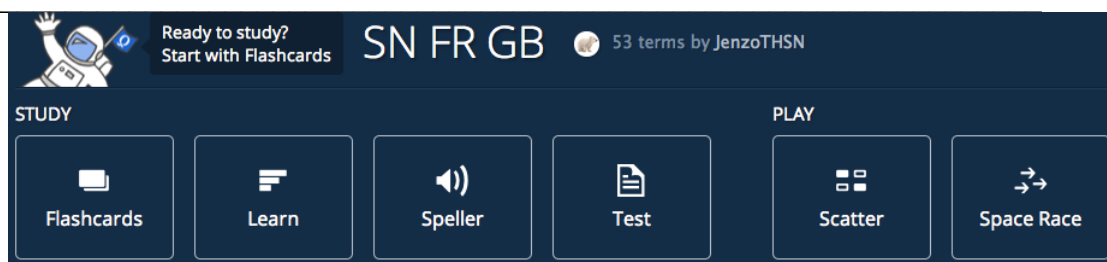 Ready to study?
Start with Flashcards
SN FR GB
53 terms by JenzoTHSN
STUDY
PLAY
Flashcards
Learn
Speller
Test
Scatter
Space Race